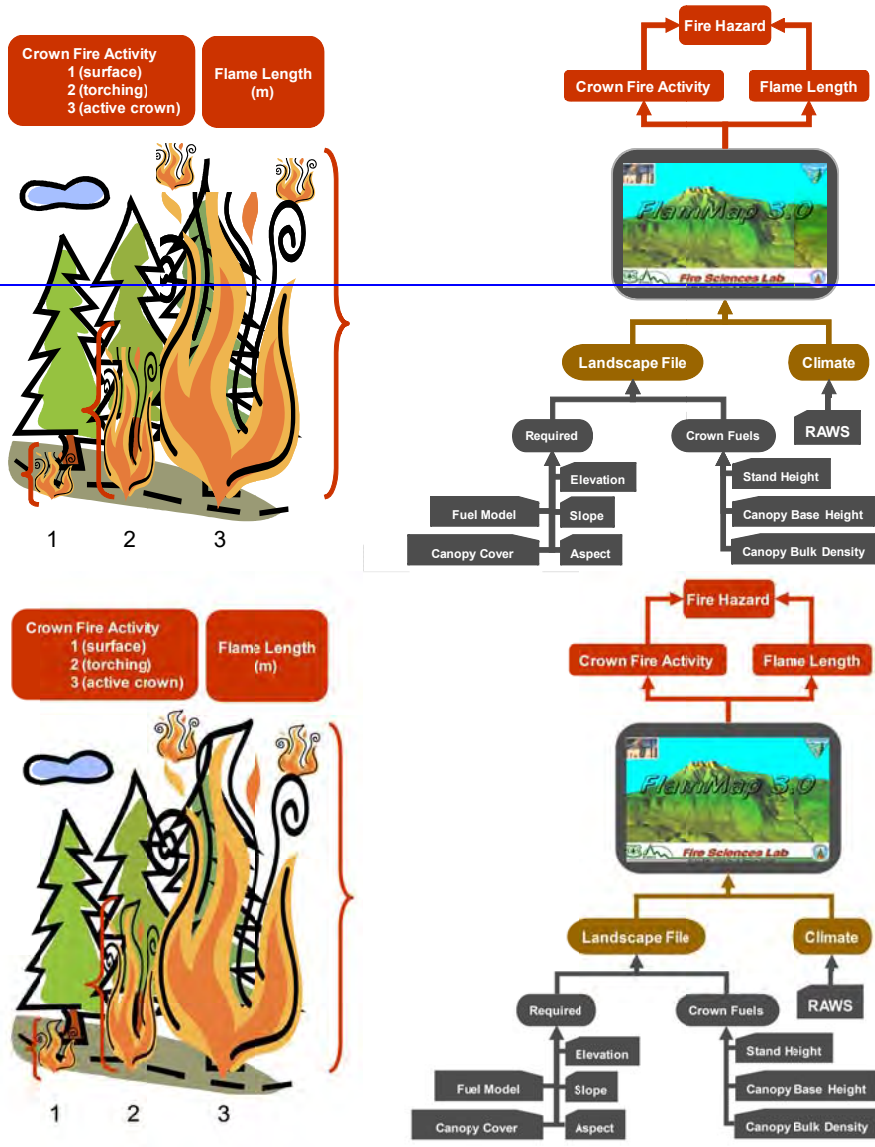 Crown Fire Activity
1 (surface)
2 (torching)
3 (active crown)
Flame Length
(m)
1
2
3
Fire Hazard
Crown Fire Activity
Flame Length
FlamMap 3.0
Fire Sciences Lab
Landscape File
Climate
Required
Crown Fuels
RAWS
Elevation
Stand Height
Fuel Model
Slope
Canopy Base Height
Canopy Cover
Aspect
Canopy Bulk Density
Crown Fire Activity
1 (surface)
2 (torching)
3 (active crown)
Flame Length
(m)
1
2
3
Fire Hazard
Crown Fire Activity
Flame Length
FlamMap 3.0
Fire Sciences Lab
Landscape File
Climate
Required
Crown Fuels
RAWS
Elevation
Stand Height
Fuel Model
Slope
Canopy Base Height
Canopy Cover
Aspect
Canopy Bulk Density